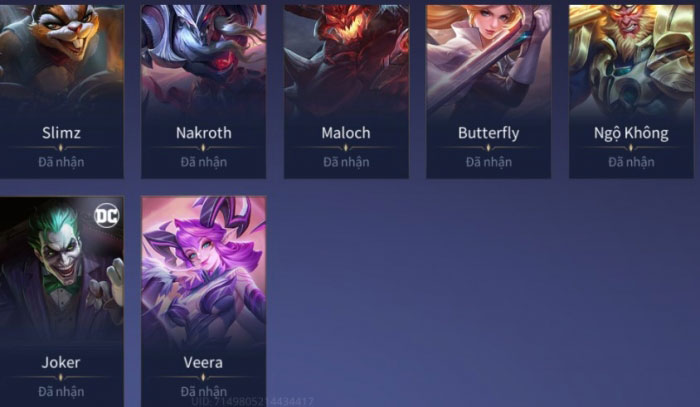 Slimz
Nakroth
Maloch
Butterfly
Ngộ Không
Đã nhận
Đã nhận
Đã nhận
Đã nhận
Đã nhận
DC
Joker
Veera
Đã nhận
Đã nhận
UID: 7149805214434412